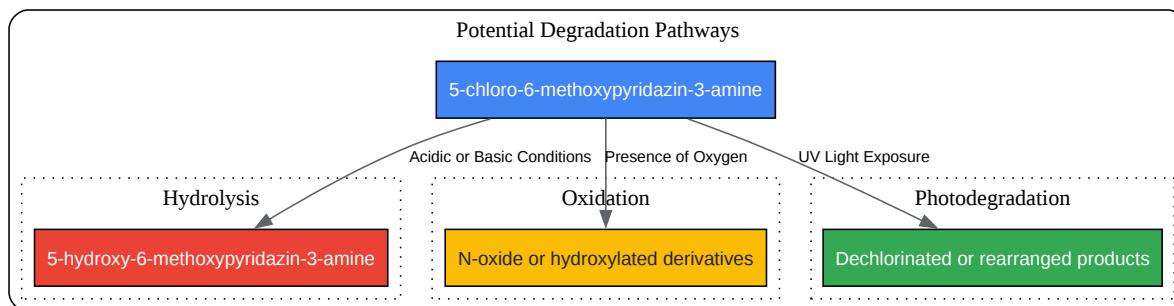 Potential Degradation Pathways
5-chloro-6-methoxypyridazin-3-amine
Acidic or Basic Conditions
Presence of Oxygen
UV Light Exposure
Hydrolysis
Oxidation
Photodegradation
5-hydroxy-6-methoxypyridazin-3-amine
N-oxide or hydroxylated derivatives
Dechlorinated or rearranged products